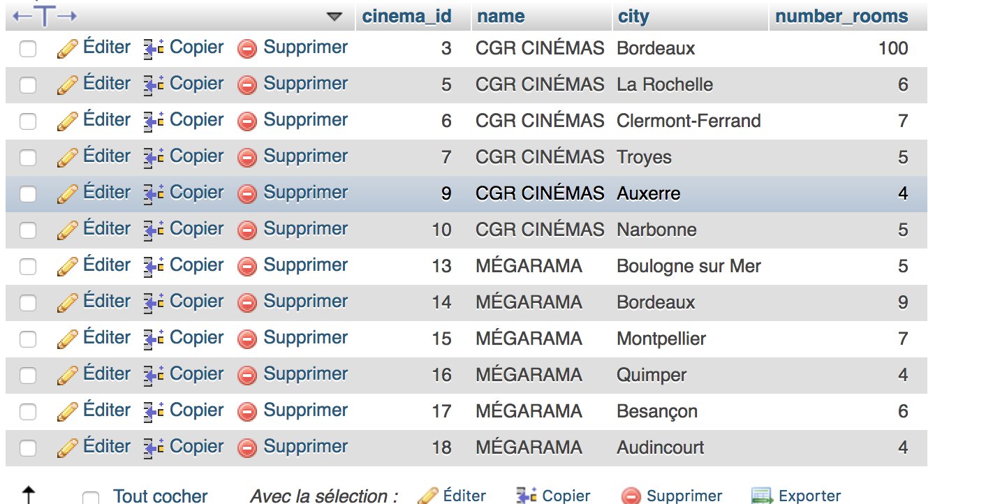 cinema_id name city number_rooms
Éditer Copier Supprimer 3 CGR CINÉMAS Bordeaux 100
Éditer Copier Supprimer 5 CGR CINÉMAS La Rochelle 6
Éditer Copier Supprimer 6 CGR CINÉMAS Clermont-Ferrand 7
Éditer Copier Supprimer 7 CGR CINÉMAS Troyes 5
Éditer Copier Supprimer 9 CGR CINÉMAS Auxerre 4
Éditer Copier Supprimer 10 CGR CINÉMAS Narbonne 5
Éditer Copier Supprimer 13 MÉGARAMA Boulogne sur Mer 5
Éditer Copier Supprimer 14 MÉGARAMA Bordeaux 9
Éditer Copier Supprimer 15 MÉGARAMA Montpellier 7
Éditer Copier Supprimer 16 MÉGARAMA Quimper 4
Éditer Copier Supprimer 17 MÉGARAMA Besançon 6
Éditer Copier Supprimer 18 MÉGARAMA Audincourt 4
Tout cocher Avec la sélection : Éditer Copier Supprimer Exporter